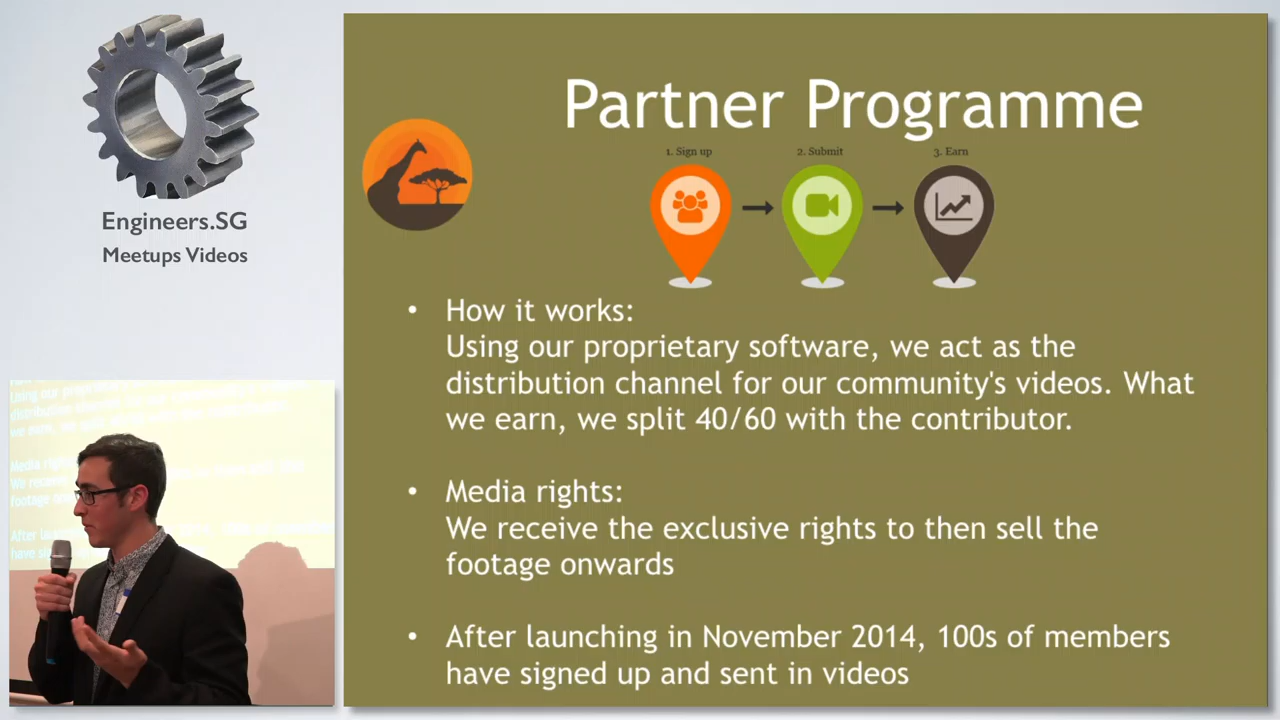 Engineers.SG
Meetups Videos
Partner Programme
1. Sign up
2. Submit
3. Earn
• How it works:
Using our proprietary software, we act as the
distribution channel for our community's videos. What
we earn, we split 40/60 with the contributor.
• Media rights:
We receive the exclusive rights to then sell the
footage onwards
• After launching in November 2014, 100s of members
have signed up and sent in videos